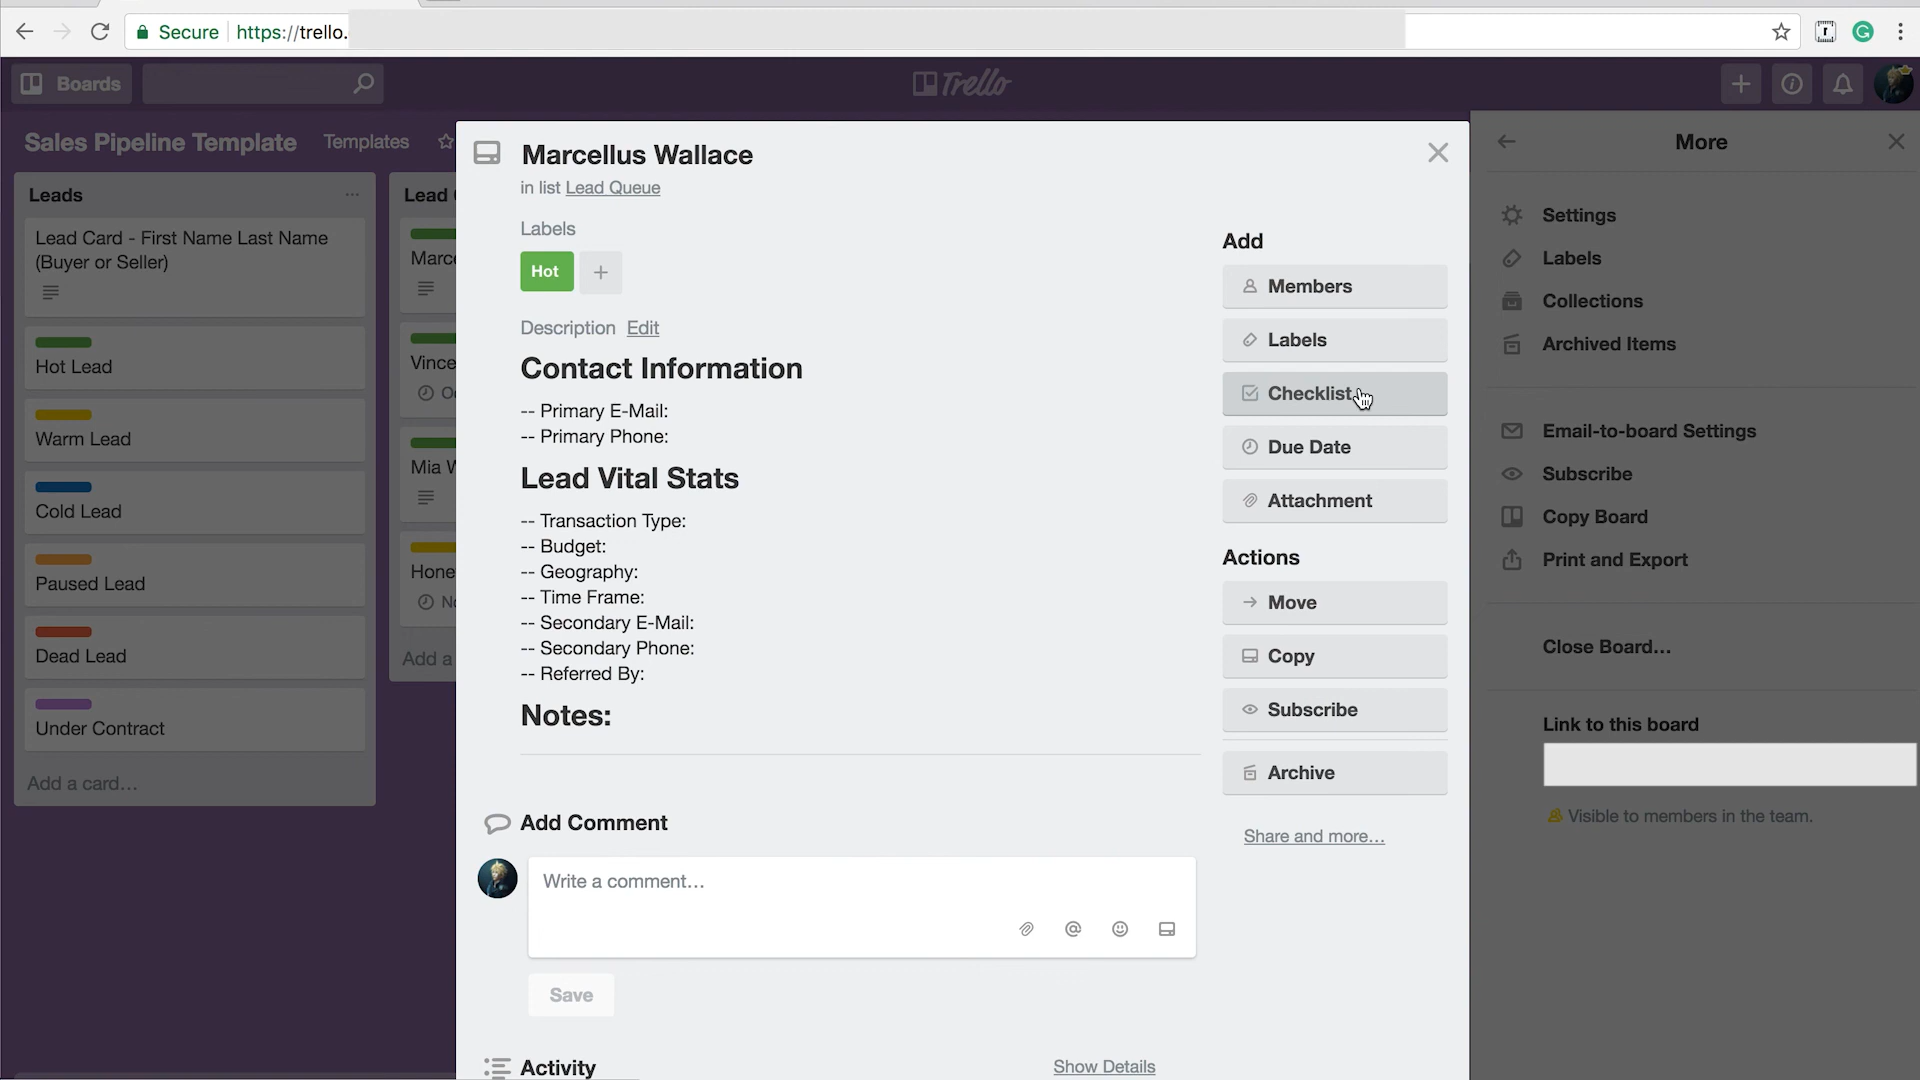 Secure
https://trello.
Boards
Trello
Sales Pipeline Template
Templates
Leads
Lead Card - First Name Last Name
(Buyer or Seller)
Hot Lead
Warm Lead
Cold Lead
Paused Lead
Dead Lead
Under Contract
Add a card…
Lead
Marce
Vince
Mia W
Hone
Add a
Marcellus Wallace
in list Lead Queue
Labels
Hot
Description Edit
Contact Information
-- Primary E-Mail:
-- Primary Phone:
Lead Vital Stats
-- Transaction Type:
-- Budget:
-- Geography:
-- Time Frame:
-- Secondary E-Mail:
-- Secondary Phone:
-- Referred By:
Notes:
Add Comment
Write a comment…
@
Save
Activity
Show Details
Add
Members
Labels
Checklist
Due Date
Attachment
Actions
Move
Copy
Subscribe
Archive
Share and more…
More
Settings
Labels
Collections
Archived Items
Email-to-board Settings
Subscribe
Copy Board
Print and Export
Close Board…
Link to this board
Visible to members in the team.